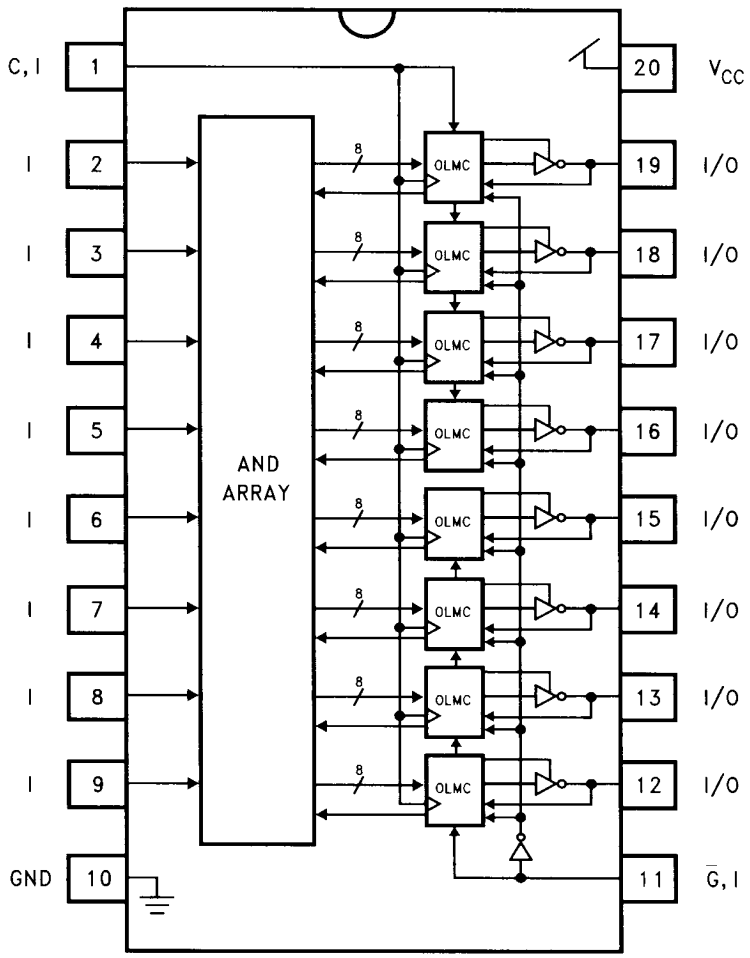 C, I 1 20 VCC
8
I 2 OLMC 19 I/O
8
I 3 OLMC 18 I/O
8
I 4 OLMC 17 I/O
8
I 5 OLMC 16 I/O
AND
ARRAY
8
I 6 OLMC 15 I/O
8
I 7 OLMC 14 I/O
8
I 8 OLMC 13 I/O
8
I 9 OLMC 12 I/O
GND 10 11 G̅, I